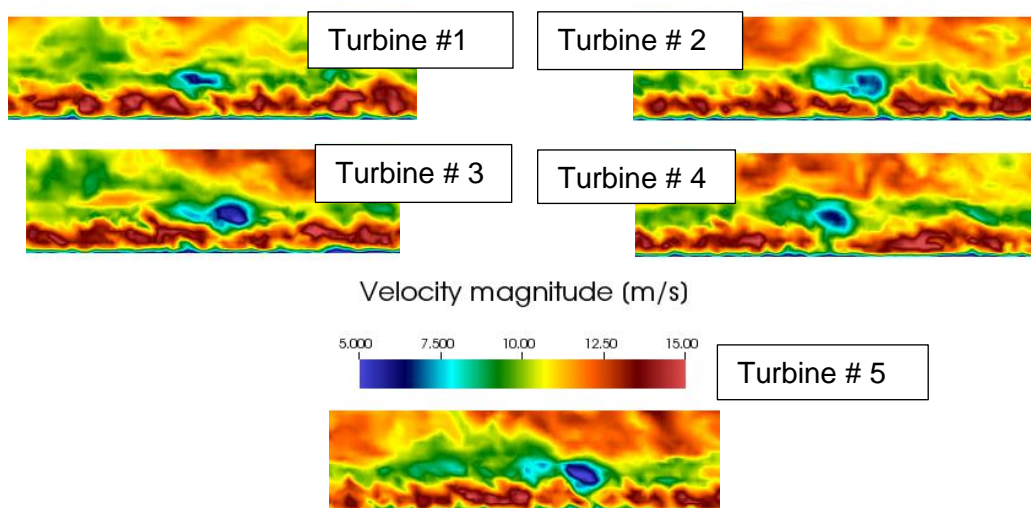 Turbine #1
Turbine # 2
Turbine # 3
Turbine # 4
Velocity magnitude (m/s)
5.000 7.500 10.00 12.50 15.00
Turbine # 5